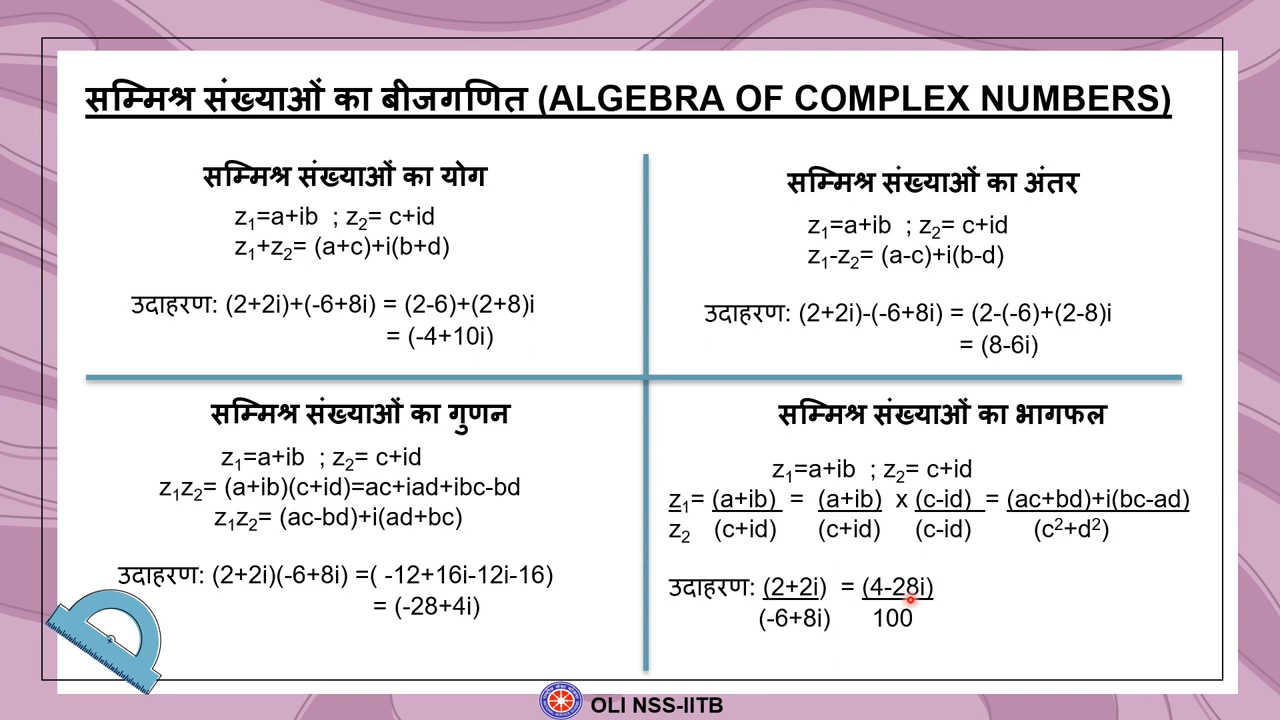 सम्मिश्र संख्याओं का बीजगणित (ALGEBRA OF COMPLEX NUMBERS)
सम्मिश्र संख्याओं का योग
z₁=a+ib ; z₂= c+id
z₁+z₂= (a+c)+i(b+d)
उदाहरण: (2+2i)+(-6+8i) = (2-6)+(2+8)i
= (-4+10i)
सम्मिश्र संख्याओं का अंतर
z₁=a+ib ; z₂= c+id
z₁-z₂= (a-c)+i(b-d)
उदाहरण: (2+2i)-(-6+8i) = (2-(-6)+(2-8)i
= (8-6i)
सम्मिश्र संख्याओं का गुणन
z₁=a+ib ; z₂= c+id
z₁z₂= (a+ib)(c+id)=ac+iad+ibc-bd
z₁z₂= (ac-bd)+i(ad+bc)
उदाहरण: (2+2i)(-6+8i) =( -12+16i-12i-16)
= (-28+4i)
सम्मिश्र संख्याओं का भागफल
z₁=a+ib ; z₂= c+id
z₁= (a+ib) = (a+ib) x (c-id) = (ac+bd)+i(bc-ad)
z₂ (c+id) (c+id) (c-id) (c²+d²)
उदाहरण: (2+2i) = (4-28i)
(-6+8i) 100
OLI NSS-IITB